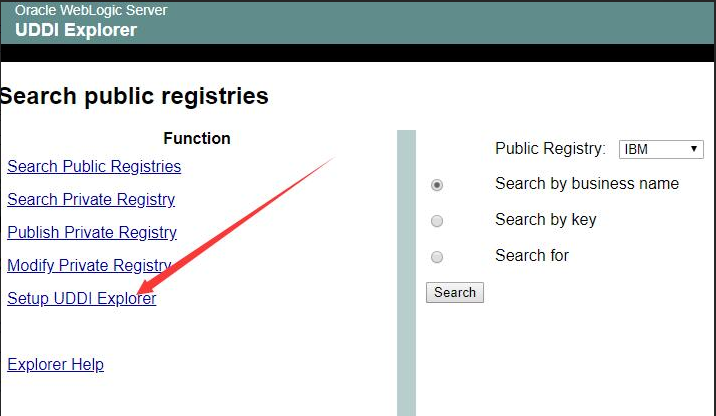 Oracle WebLogic Server
UDDI Explorer
Search public registries
Function
Search Public Registries
Search Private Registry
Publish Private Registry
Modify Private Registry
Setup UDDI Explorer
Explorer Help
Public Registry: IBM
Search by business name
Search by key
Search for
Search